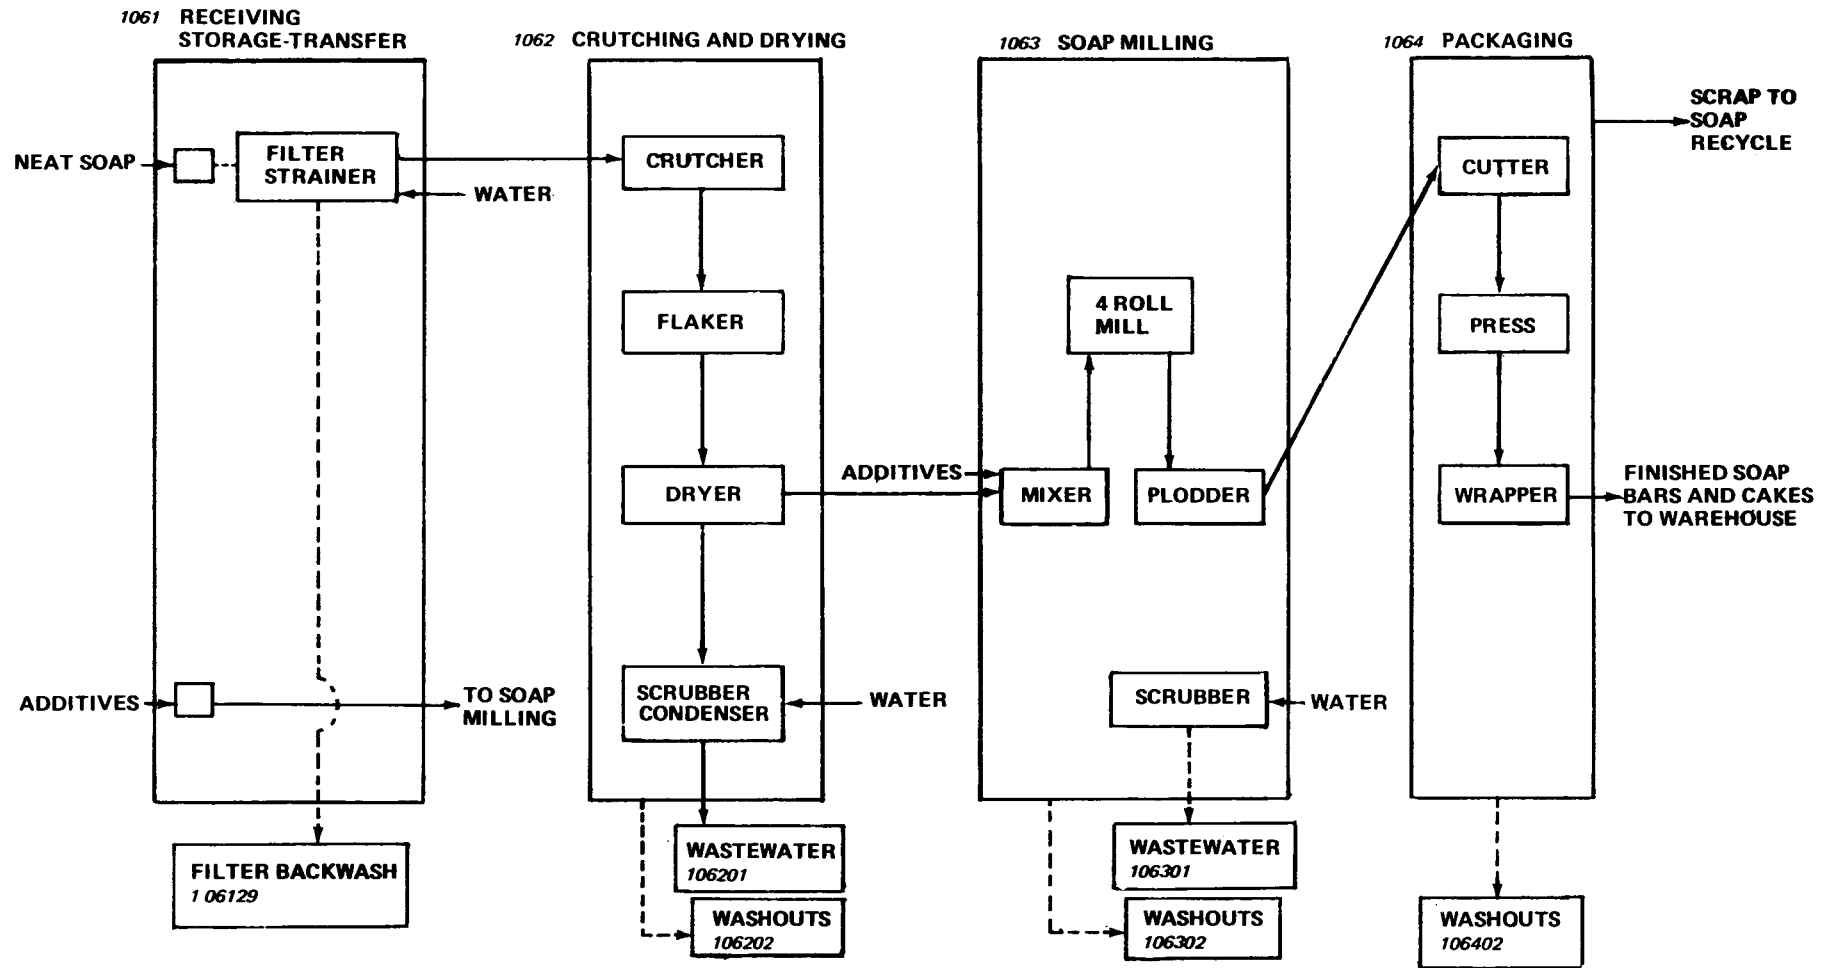 1061 RECEIVING
STORAGE-TRANSFER
1062 CRUTCHING AND DRYING
1063 SOAP MILLING
1064 PACKAGING
NEAT SOAP
FILTER
STRAINER
WATER
ADDITIVES
TO SOAP
MILLING
FILTER BACKWASH
1 06129
CRUTCHER
FLAKER
DRYER
SCRUBBER
CONDENSER
WATER
WASTEWATER
106201
WASHOUTS
106202
ADDITIVES
4 ROLL
MILL
MIXER
PLODDER
SCRUBBER
WATER
WASTEWATER
106301
WASHOUTS
106302
CUTTER
PRESS
WRAPPER
SCRAP TO
SOAP
RECYCLE
FINISHED SOAP
BARS AND CAKES
TO WAREHOUSE
WASHOUTS
106402